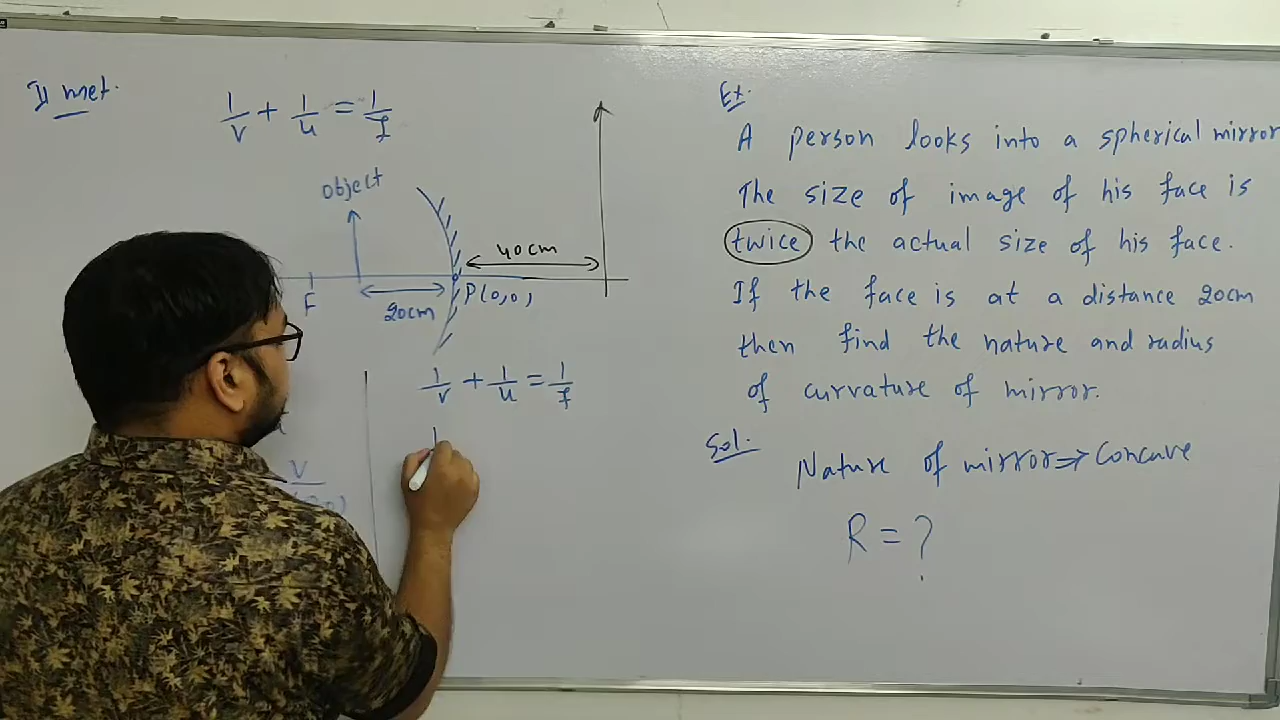 II met.
1/v + 1/u = 1/f
object
40cm
F
20cm
P(0,0)
1/v + 1/u = 1/f
v
Ex.
A person looks into a spherical mirror
The size of image of his face is
twice the actual size of his face.
If the face is at a distance 20cm
then find the nature and radius
of curvature of mirror.
Sol.
Nature of mirror ⇒ Concave
R = ?